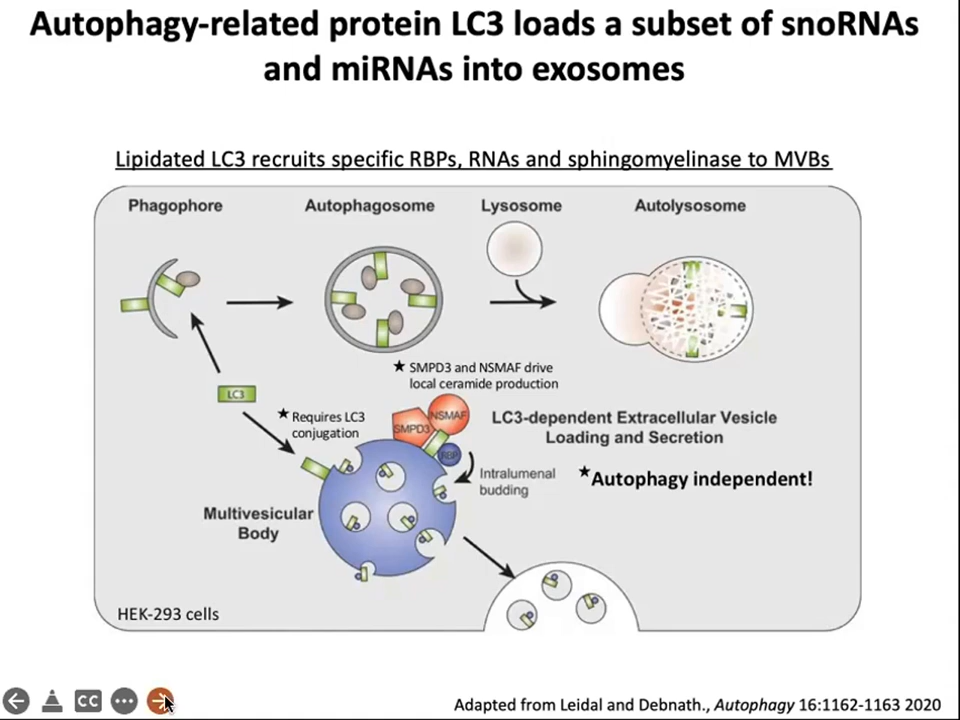 Autophagy-related protein LC3 loads a subset of snoRNAs
and miRNAs into exosomes
Lipidated LC3 recruits specific RBPs, RNAs and sphingomyelinase to MVBs
Phagophore
Autophagosome
Lysosome
Autolysosome
★ SMPD3 and NSMAF drive
local ceramide production
LC3
★ Requires LC3
conjugation
NSMAF
SMPD3
RBP
LC3-dependent Extracellular Vesicle
Loading and Secretion
Intralumenal
budding
★Autophagy independent!
Multivesicular
Body
HEK-293 cells
CC
Adapted from Leidal and Debnath., Autophagy 16:1162-1163 2020